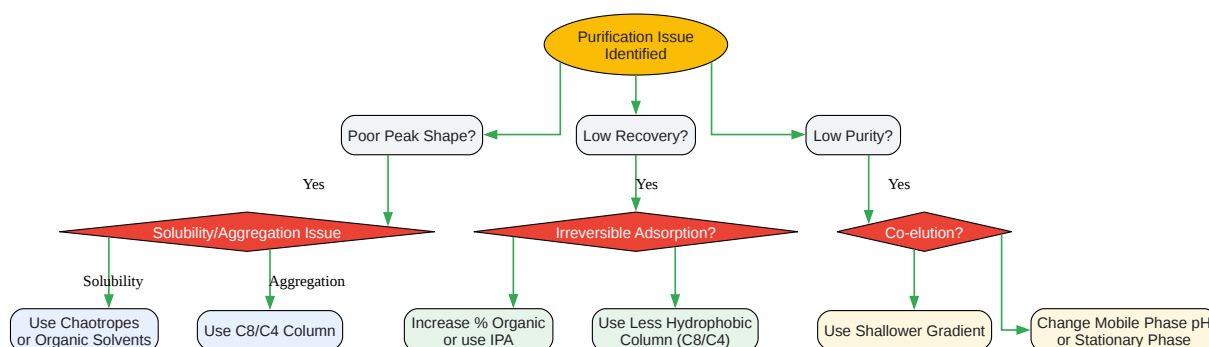 Purification Issue
Identified
Poor Peak Shape?
Low Recovery?
Low Purity?
Yes
Yes
Yes
Solubility/Aggregation Issue
Irreversible Adsorption?
Co-elution?
Solubility
Aggregation
Use Chaotropes
or Organic Solvents
Use C8/C4 Column
Increase % Organic
or use IPA
Use Less Hydrophobic
Column (C8/C4)
Use Shallower Gradient
Change Mobile Phase pH
or Stationary Phase